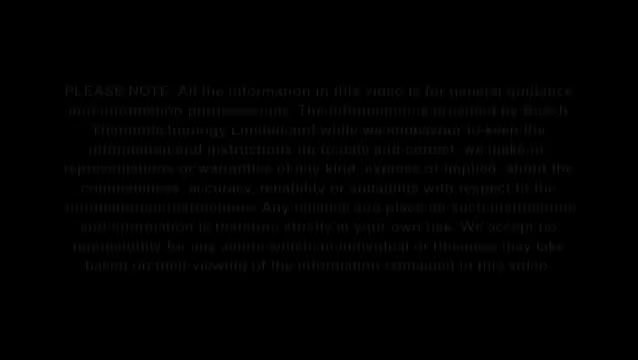 PLEASE NOTE: All the information in this video is for general guidance
and information purposes only. The information is provided by
Limited and while we endeavour to keep the
information and instructions up to date and correct, we make no
representations or warranties of any kind, express or implied, about the
completeness, accuracy, reliability or suitability with respect to the
information or instructions. Any reliance you place on such instructions
and information is therefore strictly at your own risk. We accept no
responsibility for any action individual or business may take
based on their viewing of the information contained in this video.